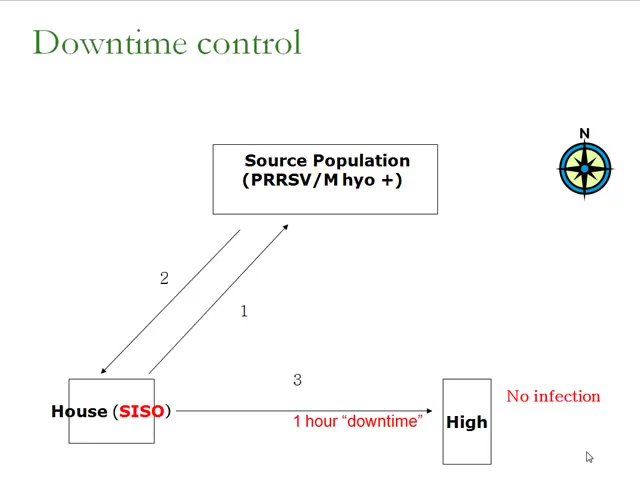 Downtime control
N
Source Population
(PRRSV/M hyo +)
2
1
3
House (SISO)
1 hour “downtime”
High
No infection